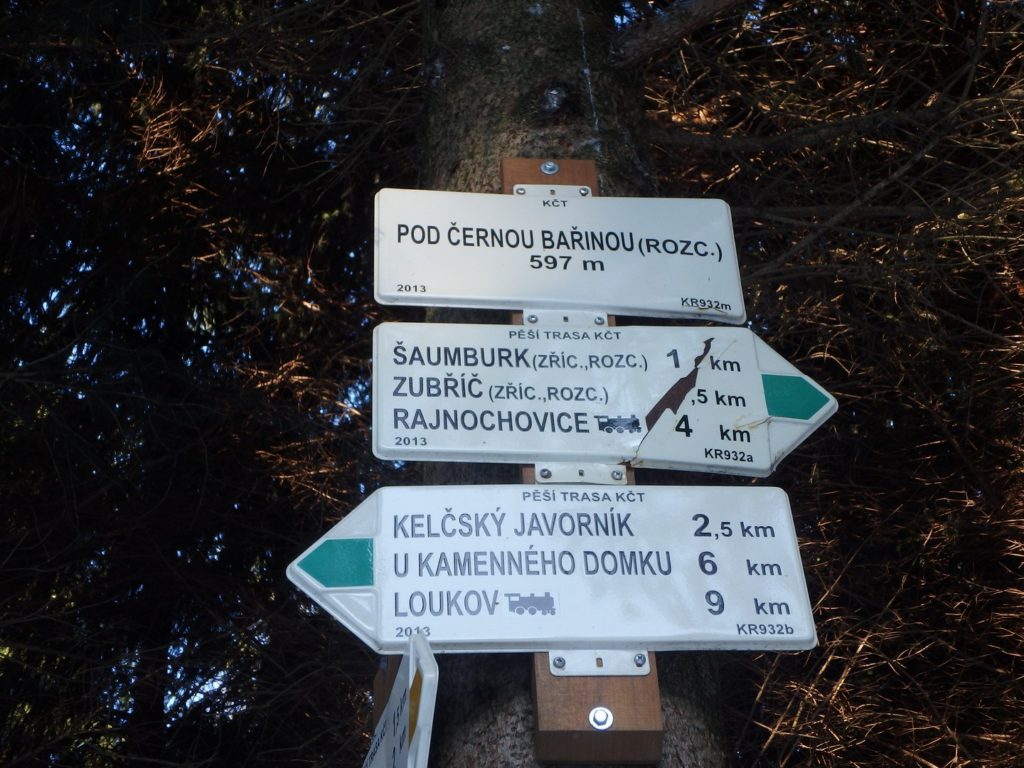 KČT
POD ČERNOU BAŘINOU (ROZC.)
597 m
2013 KR932m
PĚŠÍ TRASA KČT
ŠAUMBURK (ZŘÍC.,ROZC.) 1 km
ZUBŘÍČ (ZŘÍC.,ROZC.) ,5 km
RAJNOCHOVICE 4 km
2013 KR932a
PĚŠÍ TRASA KČT
KELČSKÝ JAVORNÍK 2,5 km
U KAMENNÉHO DOMKU 6 km
LOUKOV 9 km
2013 KR932b